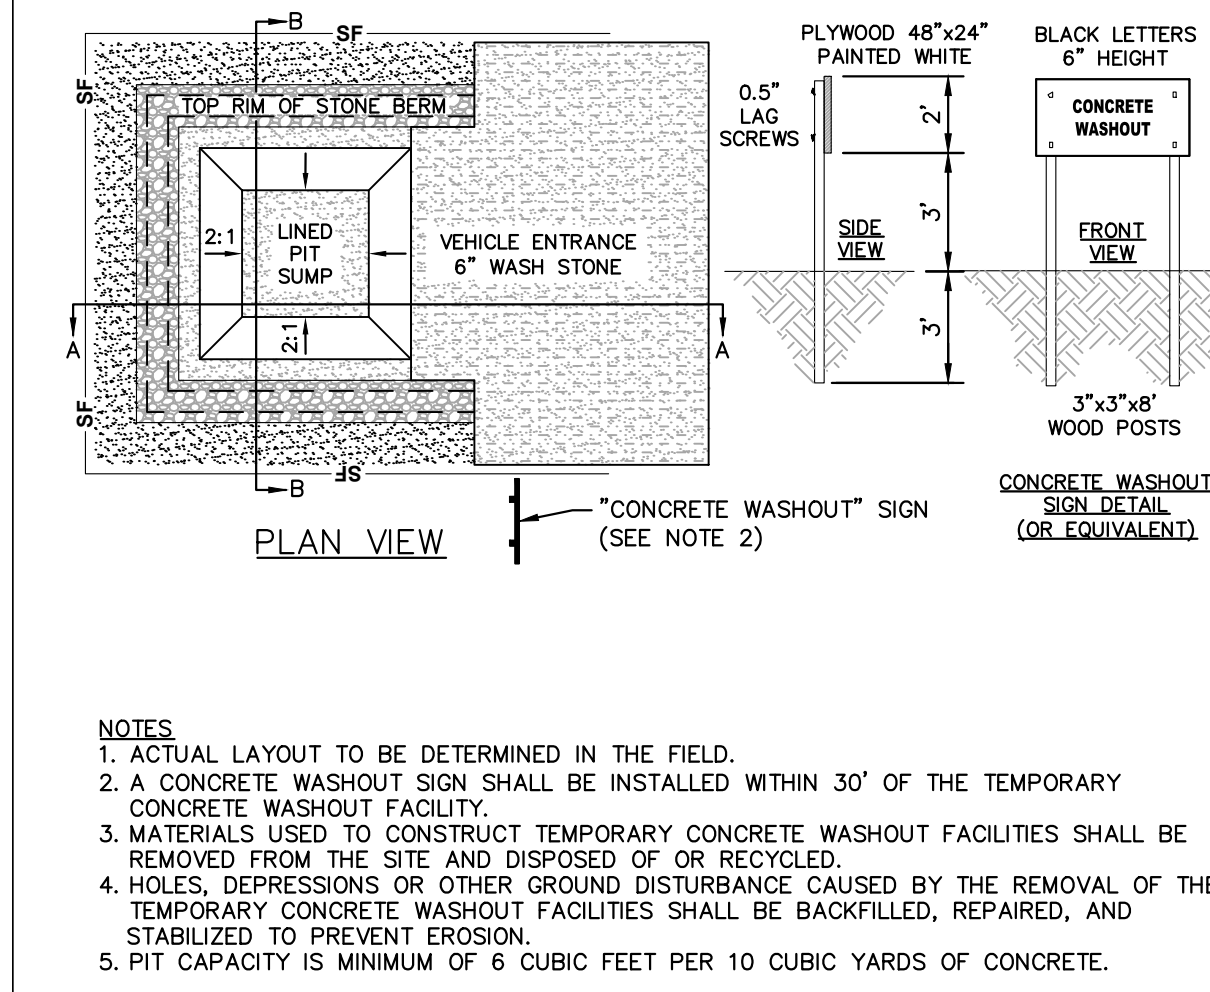 B
SF
SF
TOP RIM OF STONE BERM
2:1
LINED
PIT
SUMP
2:1
VEHICLE ENTRANCE
6" WASH STONE
A
A
SF
SF
B
PLAN VIEW
"CONCRETE WASHOUT" SIGN
(SEE NOTE 2)
PLYWOOD 48"x24"
PAINTED WHITE
0.5"
LAG
SCREWS
2'
3'
3'
SIDE
VIEW
BLACK LETTERS
6" HEIGHT
CONCRETE
WASHOUT
FRONT
VIEW
3"x3"x8'
WOOD POSTS
CONCRETE WASHOUT
SIGN DETAIL
(OR EQUIVALENT)
NOTES
1. ACTUAL LAYOUT TO BE DETERMINED IN THE FIELD.
2. A CONCRETE WASHOUT SIGN SHALL BE INSTALLED WITHIN 30' OF THE TEMPORARY
CONCRETE WASHOUT FACILITY.
3. MATERIALS USED TO CONSTRUCT TEMPORARY CONCRETE WASHOUT FACILITIES SHALL BE
REMOVED FROM THE SITE AND DISPOSED OF OR RECYCLED.
4. HOLES, DEPRESSIONS OR OTHER GROUND DISTURBANCE CAUSED BY THE REMOVAL OF THE
TEMPORARY CONCRETE WASHOUT FACILITIES SHALL BE BACKFILLED, REPAIRED, AND
STABILIZED TO PREVENT EROSION.
5. PIT CAPACITY IS MINIMUM OF 6 CUBIC FEET PER 10 CUBIC YARDS OF CONCRETE.